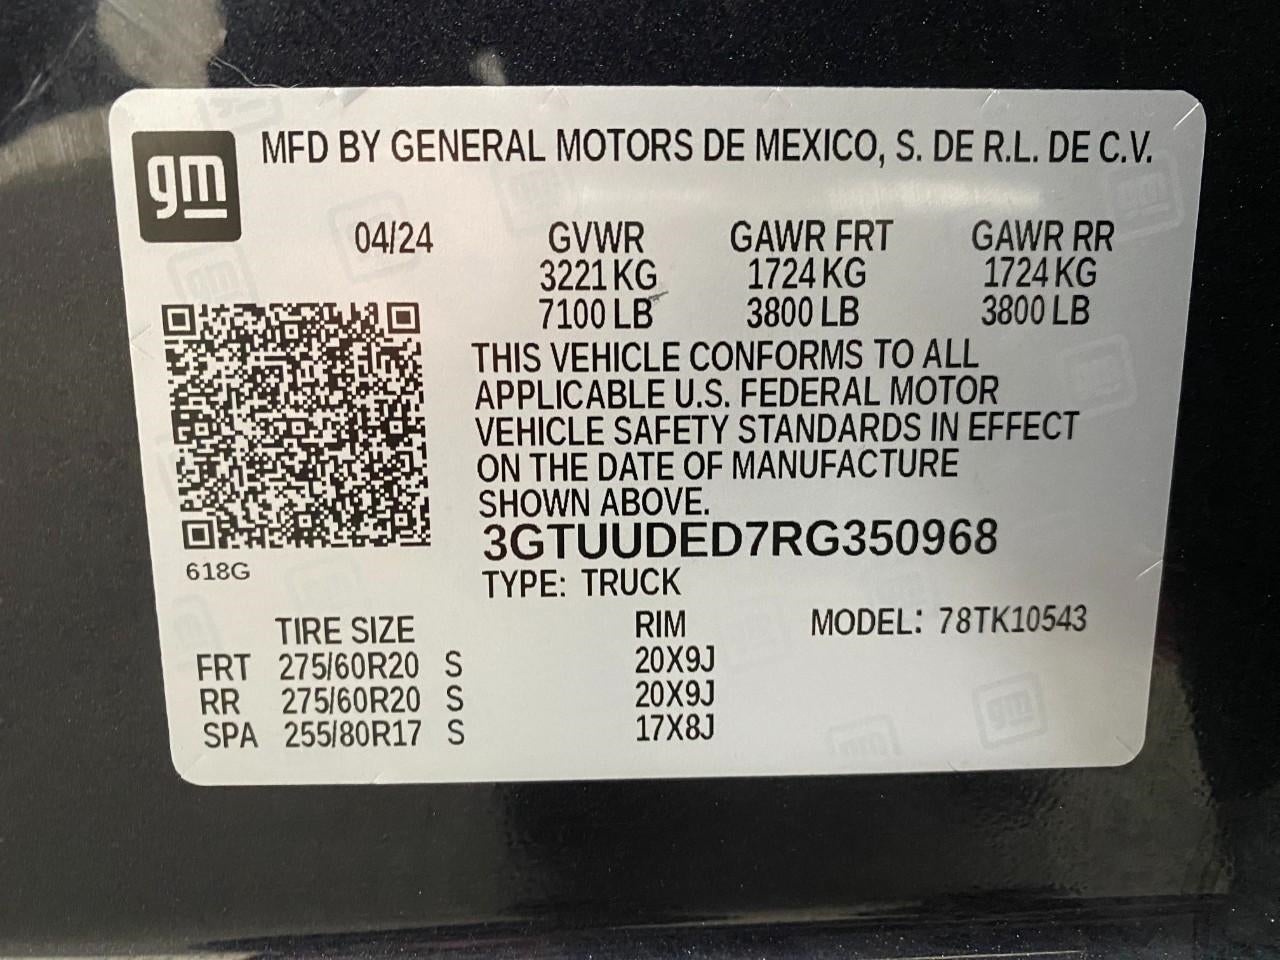 gm
MFD BY GENERAL MOTORS DE MEXICO, S. DE R.L. DE C.V.
04/24 GVWR GAWR FRT GAWR RR
3221 KG 1724 KG 1724 KG
7100 LB 3800 LB 3800 LB
THIS VEHICLE CONFORMS TO ALL
APPLICABLE U.S. FEDERAL MOTOR
VEHICLE SAFETY STANDARDS IN EFFECT
ON THE DATE OF MANUFACTURE
SHOWN ABOVE.
3GTUUDED7RG350968
618G
TYPE: TRUCK
TIRE SIZE RIM MODEL: 78TK10543
FRT 275/60R20 S 20X9J
RR 275/60R20 S 20X9J
SPA 255/80R17 S 17X8J
gm